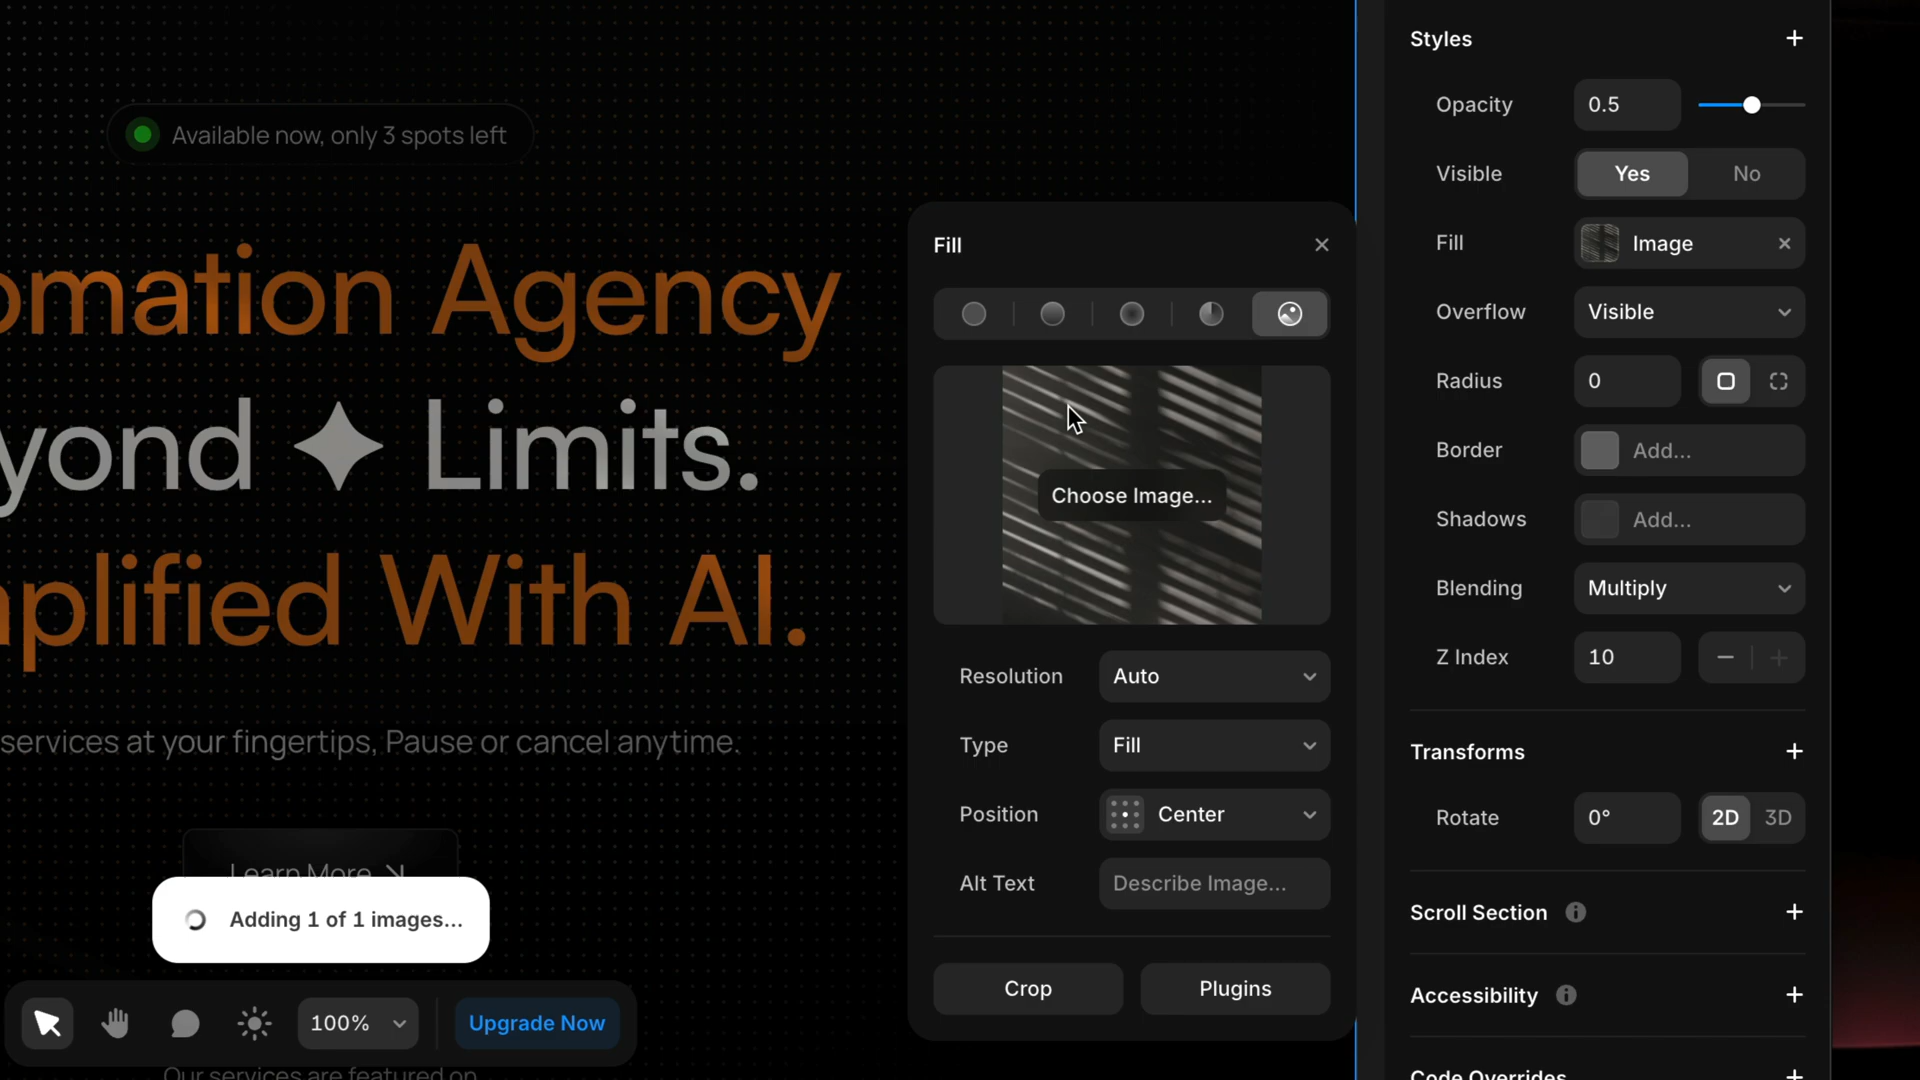 Available now, only 3 spots left
omation Agency
yond ✦ Limits.
plified With AI.
services at your fingertips, Pause or cancel anytime.
Learn More
Adding 1 of 1 images...
100%
Upgrade Now
Our services are featured on
Fill
Choose Image...
Resolution
Auto
Type
Fill
Position
Center
Alt Text
Describe Image...
Crop
Plugins
Styles
Opacity
0.5
Visible
Yes
No
Fill
Image
Overflow
Visible
Radius
0
Border
Add...
Shadows
Add...
Blending
Multiply
Z Index
10
Transforms
Rotate
0°
2D
3D
Scroll Section
Accessibility
Code Overrides